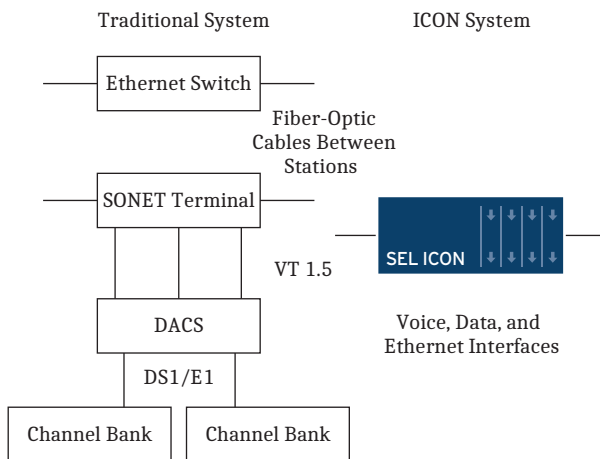 Traditional System
ICON System
Ethernet Switch
Fiber-Optic
Cables Between
Stations
SONET Terminal
SEL ICON
VT 1.5
DACS
Voice, Data, and
Ethernet Interfaces
DS1/E1
Channel Bank
Channel Bank